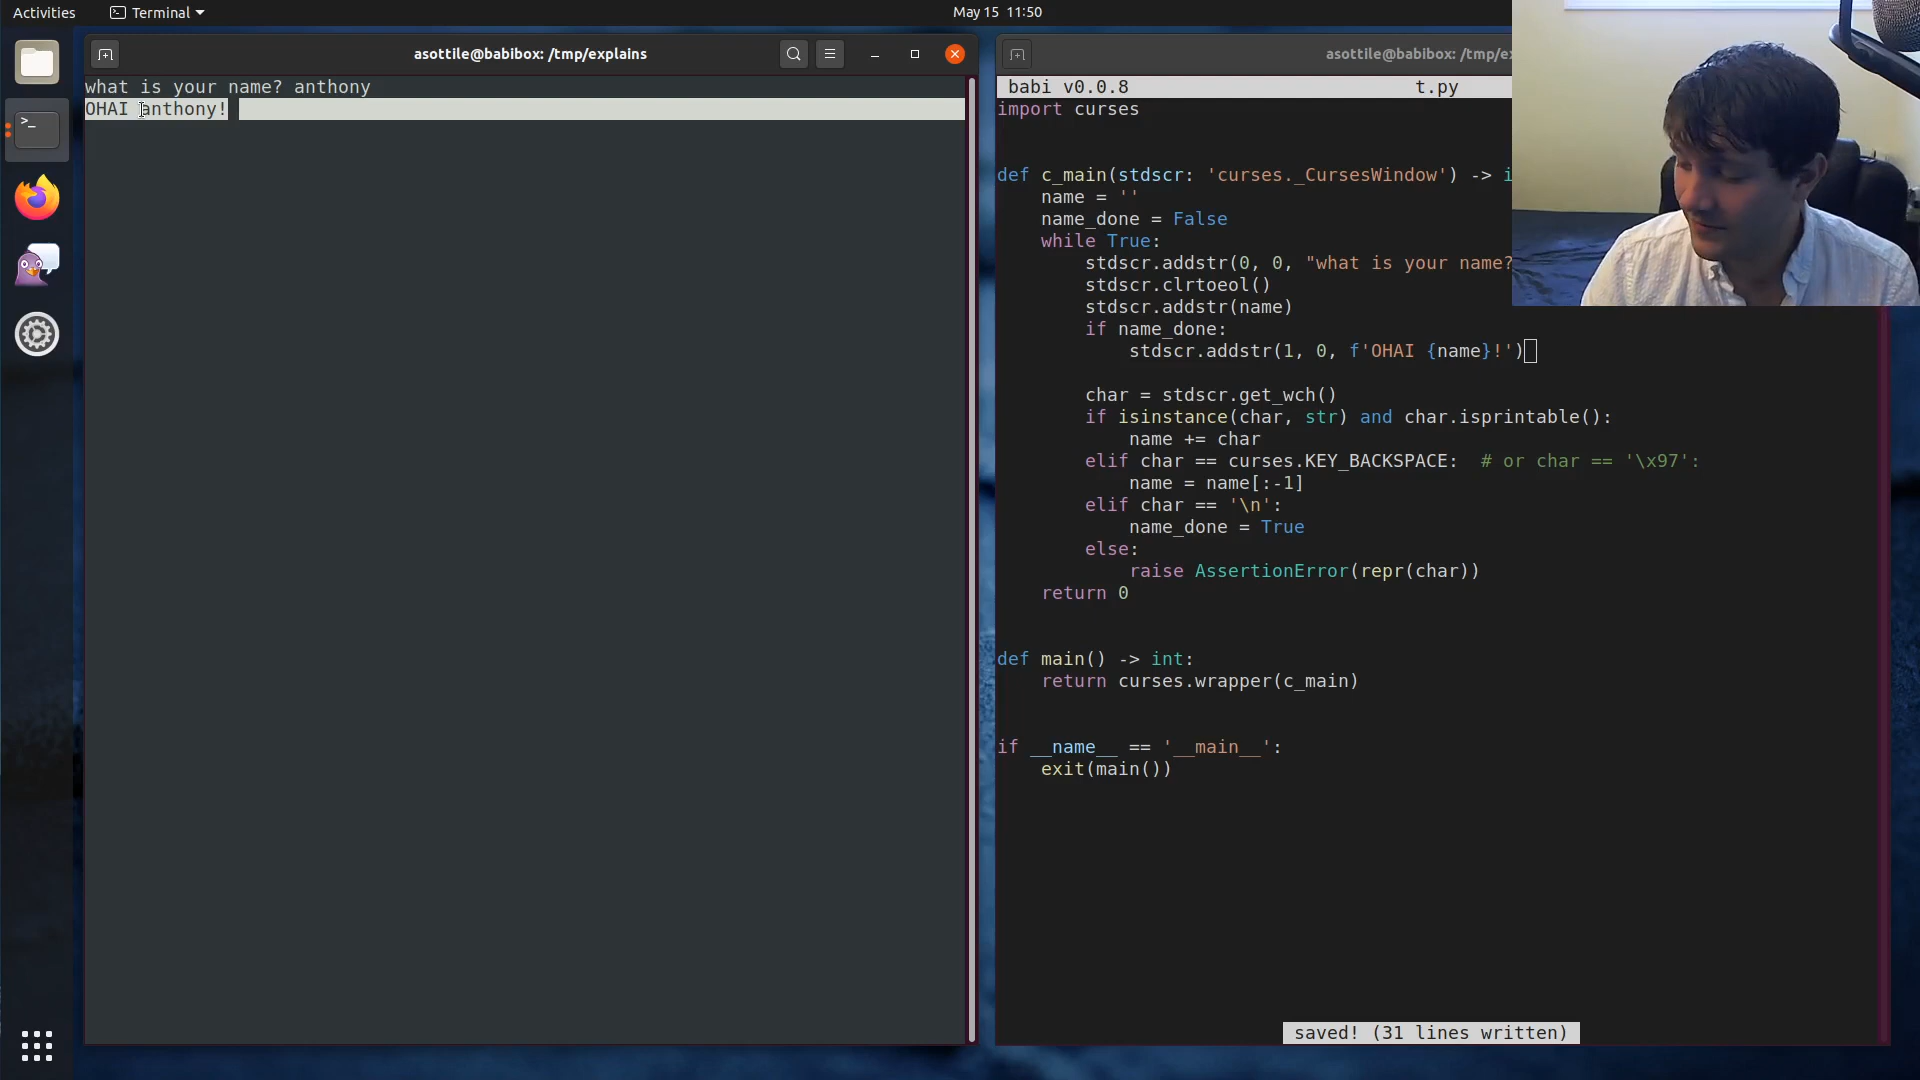 Activities
Terminal
May 15 11:50
asottile@babibox: /tmp/explains
what is your name? anthony
OHAI anthony!
asottile@babibox: /tmp/e
babi v0.0.8 t.py
import curses
def c_main(stdscr: 'curses._CursesWindow') -> i
name = ''
name_done = False
while True:
stdscr.addstr(0, 0, "what is your name?
stdscr.clrtoeol()
stdscr.addstr(name)
if name_done:
stdscr.addstr(1, 0, f'OHAI {name}!')
char = stdscr.get_wch()
if isinstance(char, str) and char.isprintable():
name += char
elif char == curses.KEY_BACKSPACE:  # or char == '\x97':
name = name[:-1]
elif char == '\n':
name_done = True
else:
raise AssertionError(repr(char))
return 0
def main() -> int:
return curses.wrapper(c_main)
if __name__ == '__main__':
exit(main())
saved! (31 lines written)